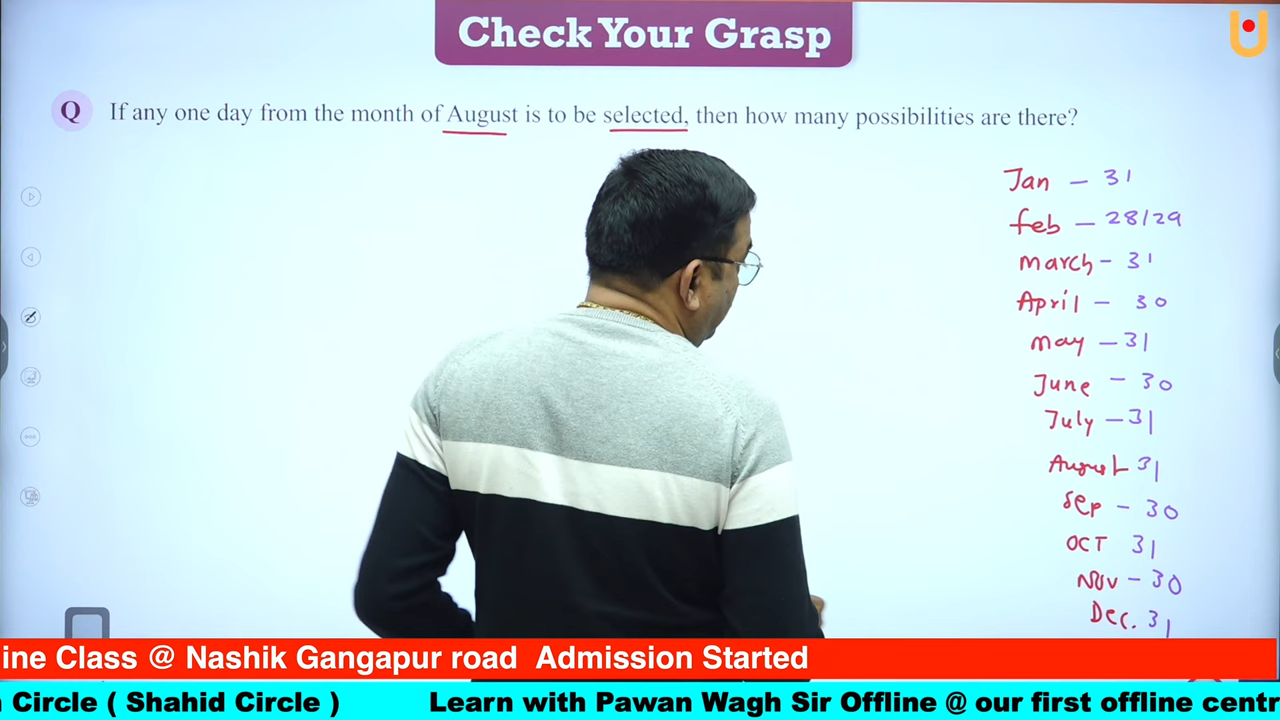 Check Your Grasp
Q If any one day from the month of August is to be selected, then how many possibilities are there?
Jan – 31
feb – 28/29
march – 31
April – 30
may – 31
June – 30
July – 31
August 31
Sep – 30
OCT 31
Nov – 30
Dec. 31
ine Class @ Nashik Gangapur road Admission Started
Circle ( Shahid Circle ) Learn with Pawan Wagh Sir Offline @ our first offline centr